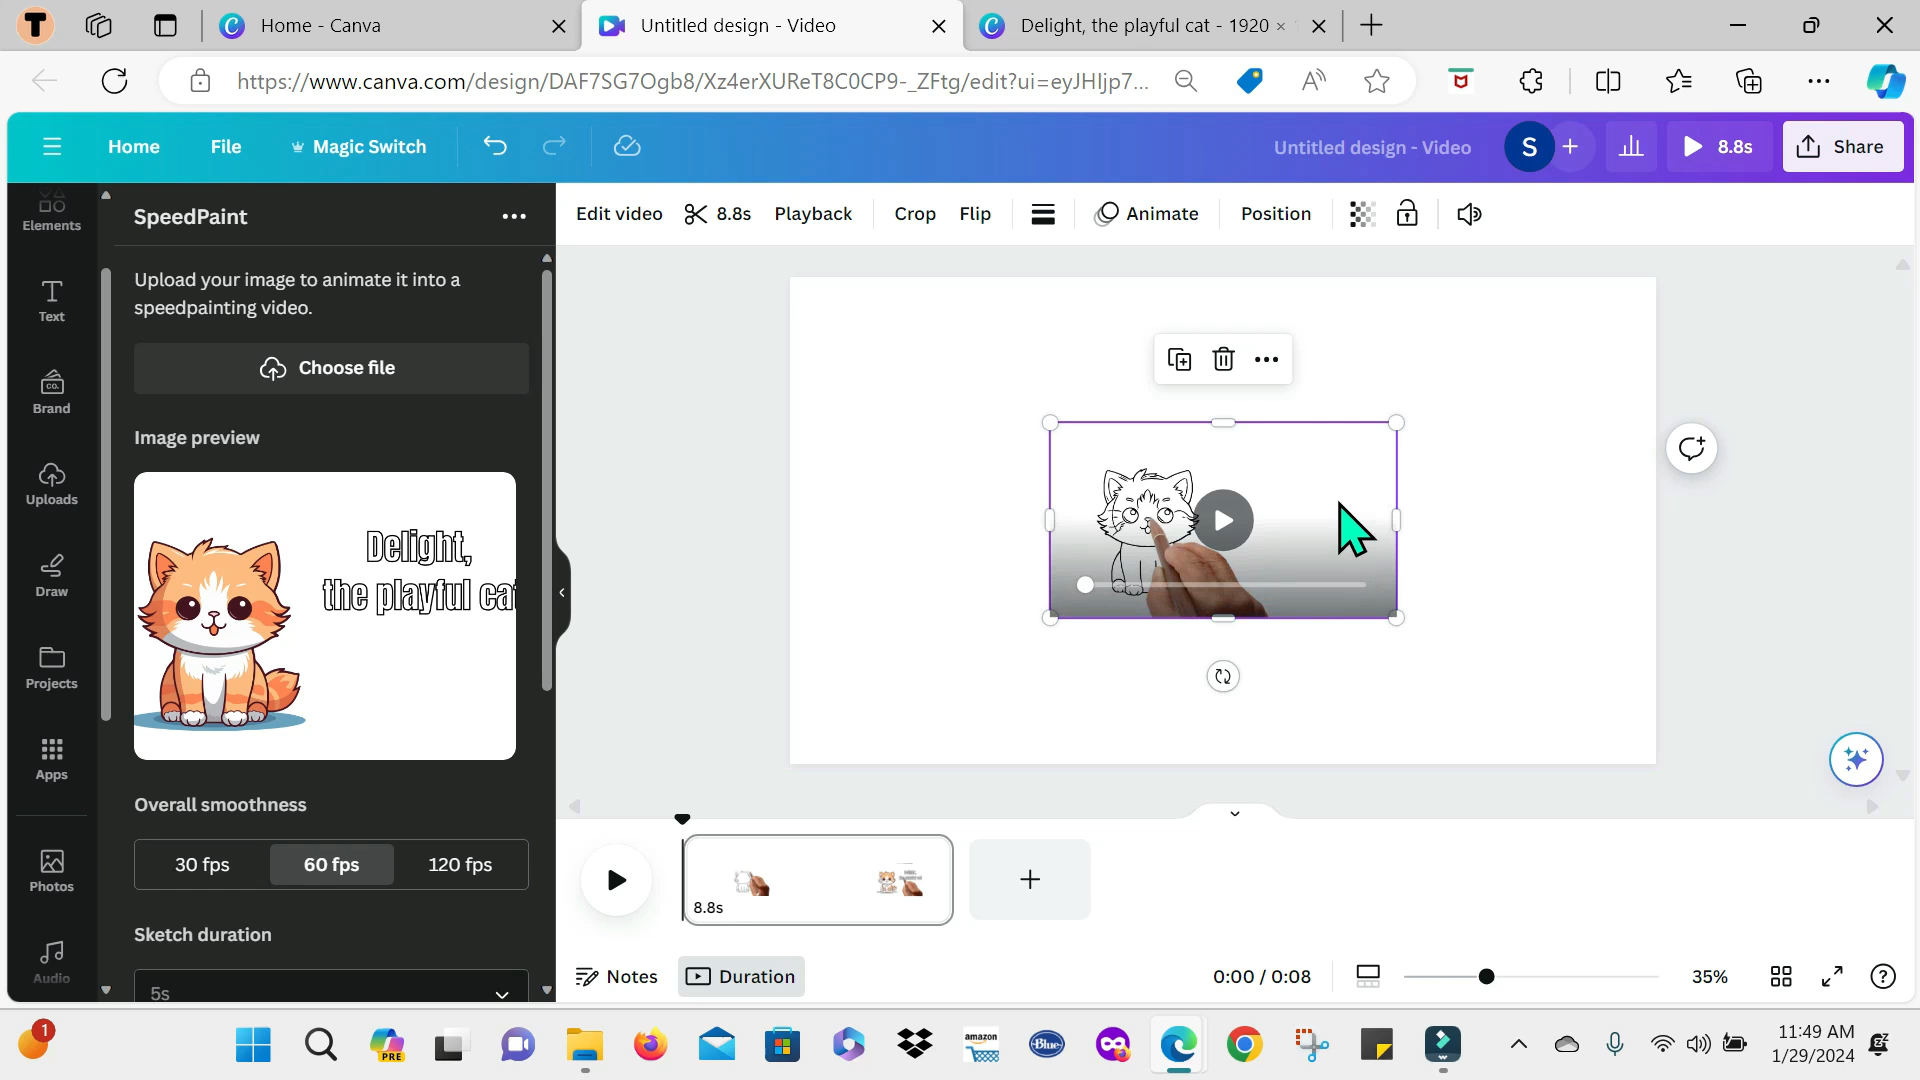 T
Home - Canva
Untitled design - Video
Delight, the playful cat - 1920 ×
https://www.canva.com/design/DAF7SG7Ogb8/Xz4erXUReT8C0CP9-_ZFtg/edit?ui=eyJHIjp7...
Home
File
Magic Switch
Untitled design - Video
S
8.8s
Share
Elements
Text
Brand
Uploads
Draw
Projects
Apps
Photos
Audio
SpeedPaint
Upload your image to animate it into a
speedpainting video.
Choose file
Image preview
Delight,
the playful cat
Overall smoothness
30 fps
60 fps
120 fps
Sketch duration
5s
Edit video
8.8s
Playback
Crop
Flip
Animate
Position
8.8s
Notes
Duration
0:00 / 0:08
35%
1
PRE
amazon
Blue
11:49 AM
1/29/2024